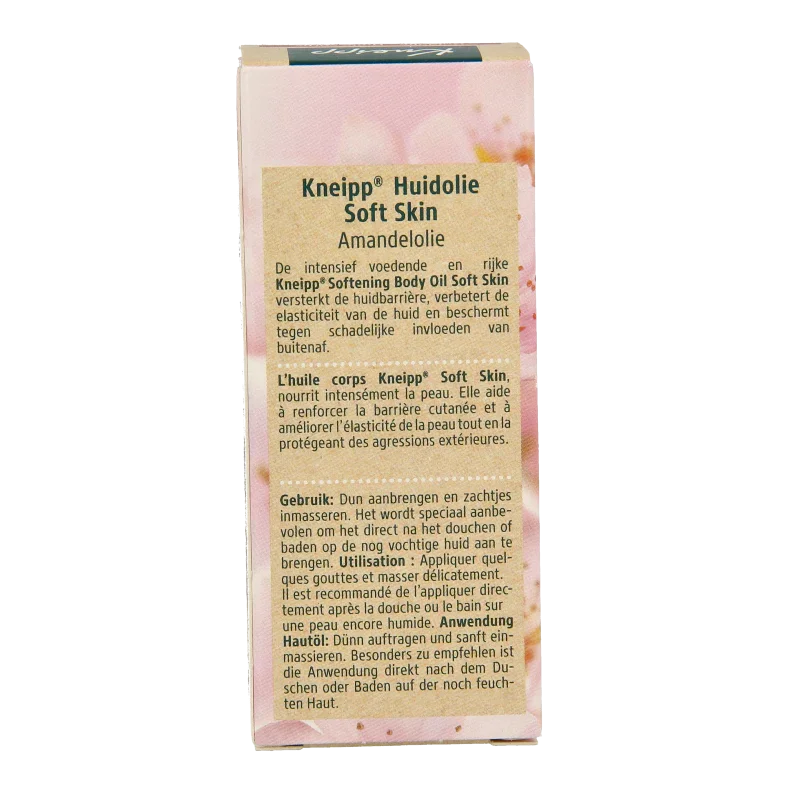 Kneipp
Kneipp® Huidolie
Soft Skin
Amandelolie
De intensief voedende en rijke
Kneipp® Softening Body Oil Soft Skin
versterkt de huidbarrière, verbetert de
elasticiteit van de huid en beschermt
tegen schadelijke invloeden van
buitenaf.
L'huile corps Kneipp® Soft Skin,
nourrit intensément la peau. Elle aide
à renforcer la barrière cutanée et à
améliorer l'élasticité de la peau tout en la
protégeant des agressions extérieures.
Gebruik: Dun aanbrengen en zachtjes
inmasseren. Het wordt speciaal aanbe-
volen om het direct na het douchen of
baden op de nog vochtige huid aan te
brengen. Utilisation : Appliquer quel-
ques gouttes et masser délicatement.
Il est recommandé de l'appliquer direc-
tement après la douche ou le bain sur
une peau encore humide. Anwendung
Hautöl: Dünn auftragen und sanft ein-
massieren. Besonders zu empfehlen ist
die Anwendung direkt nach dem Du-
schen oder Baden auf der noch feuch-
ten Haut.